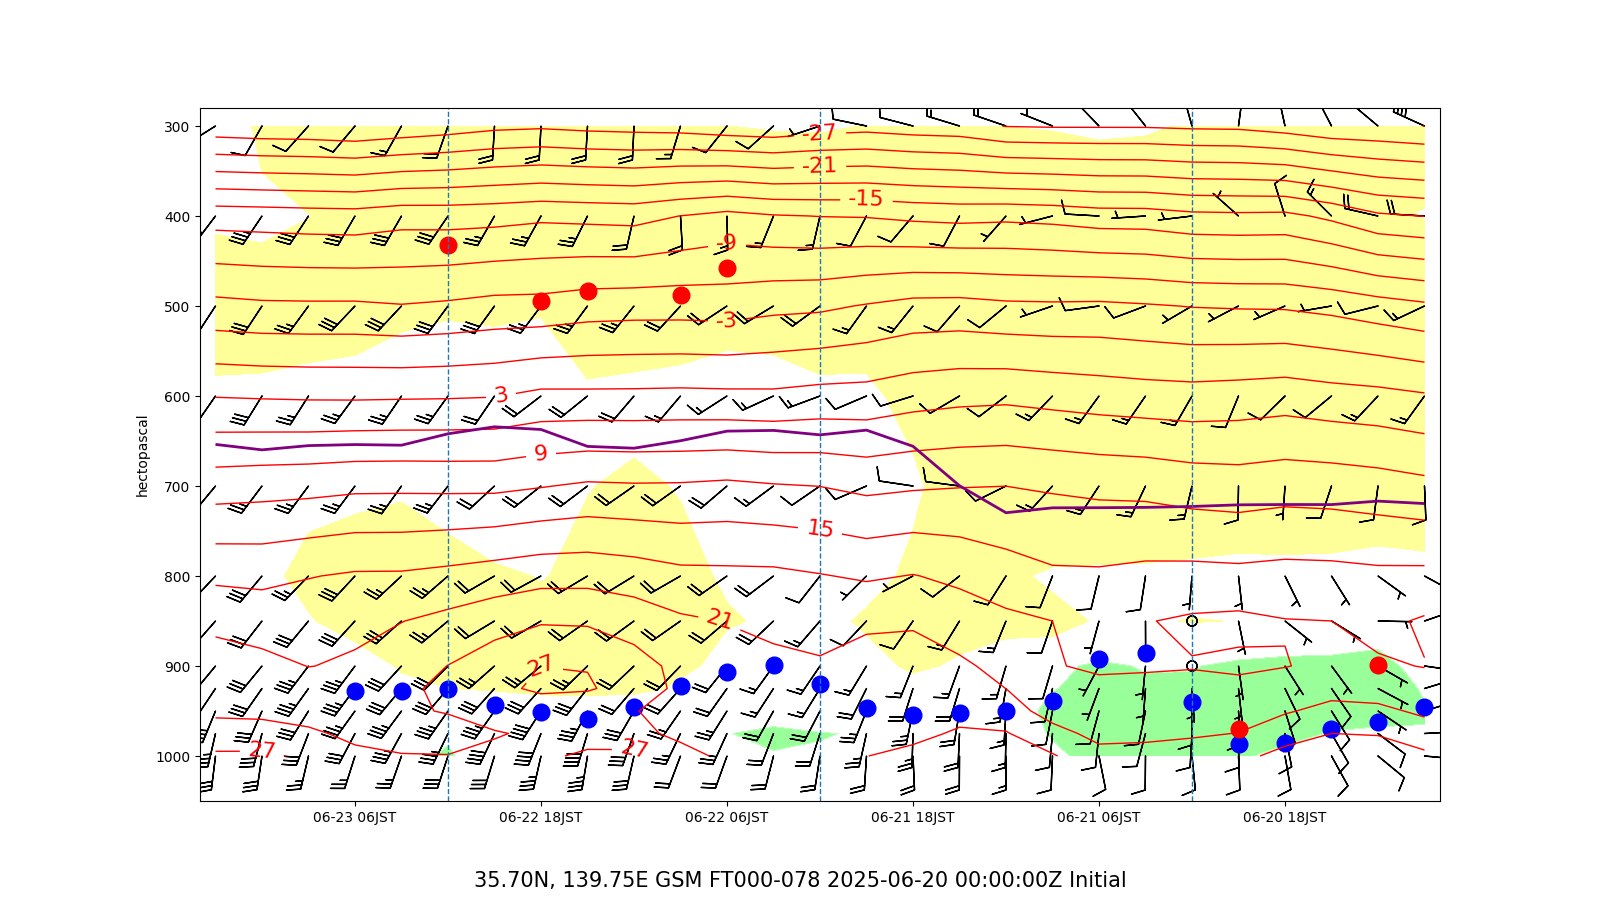 300
400
500
600
700
800
900
1000
hectopascal
-27
-21
-15
-9
-3
3
9
15
21
27
27
27
06-23 06JST
06-22 18JST
06-22 06JST
06-21 18JST
06-21 06JST
06-20 18JST
35.70N, 139.75E GSM FT000-078 2025-06-20 00:00:00Z Initial